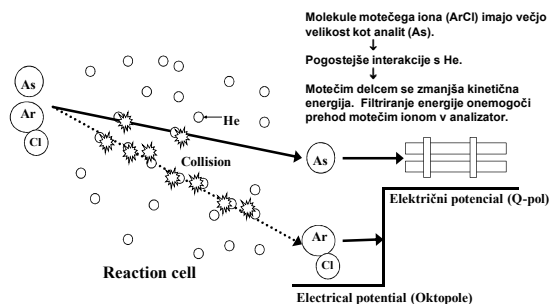 Molekule motečega iona (ArCl) imajo večjo
velikost kot analit (As).
Pogostejše interakcije s He.
Motečim delcem se zmanjša kinetična
energija. Filtriranje energije onemogoči
prehod motečim ionom v analizator.
As
Ar
Cl
He
Collision
As
Električni potencial (Q-pol)
Ar
Cl
Reaction cell
Electrical potential (Oktopole)